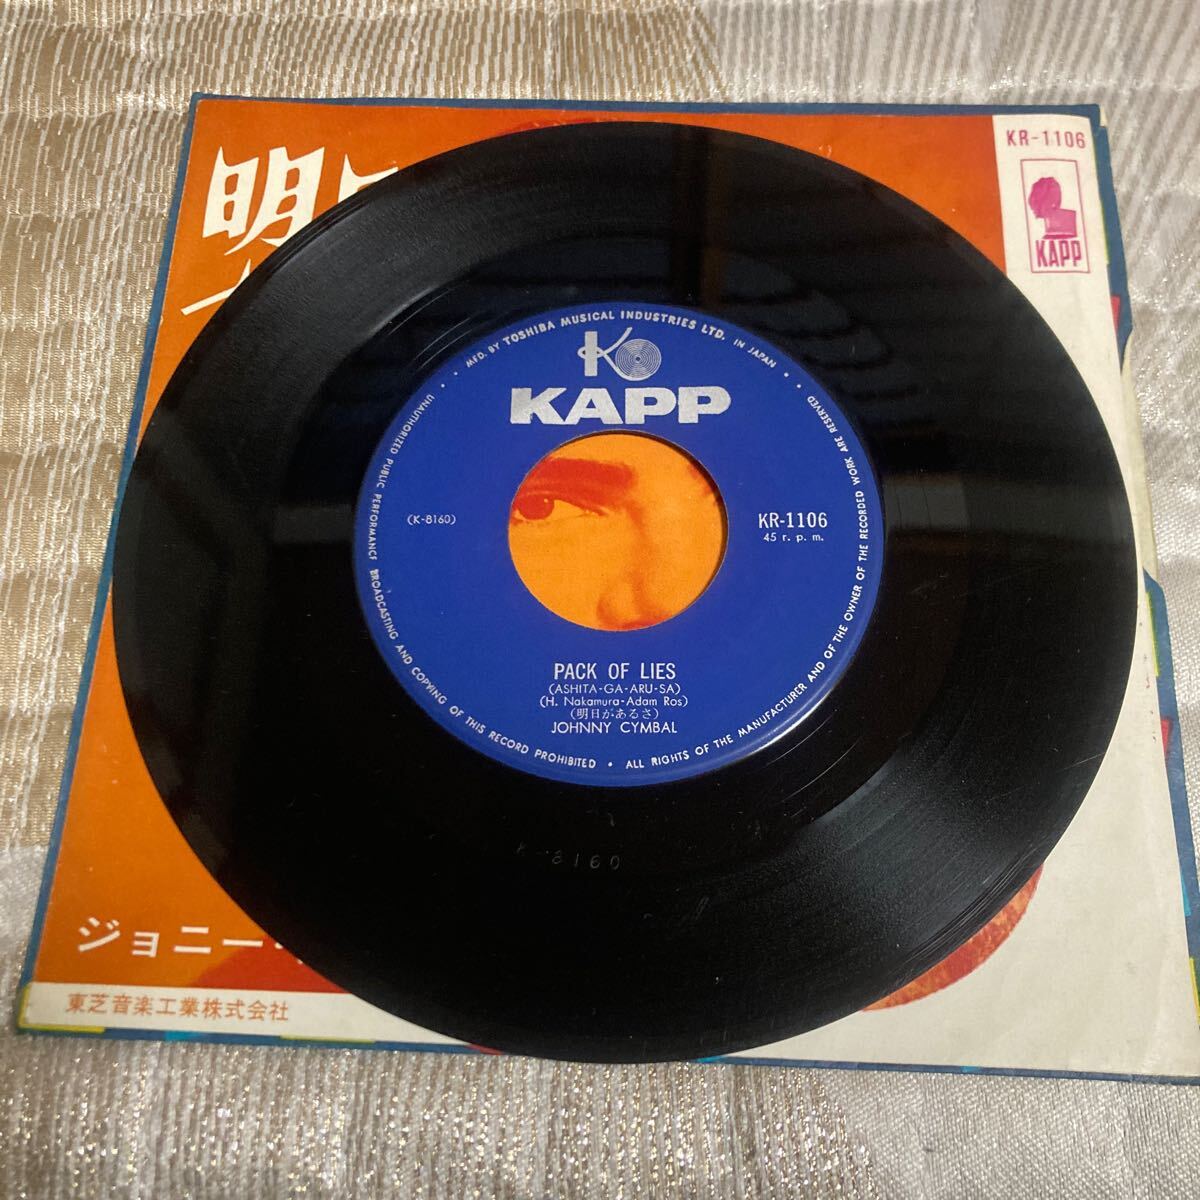 明日
KR-1106
KAPP
MFD. BY TOSHIBA MUSICAL INDUSTRIES LTD. IN JAPAN
K
KAPP
(K-8160)
KR-1106
45 r. p. m.
PACK OF LIES
(ASHITA-GA-ARU-SA)
(H. Nakamura-Adam Ros)
(明日があるさ)
JOHNNY CYMBAL
UNAUTHORIZED PUBLIC PERFORMANCE BROADCASTING AND COPYING OF THIS RECORD PROHIBITED • ALL RIGHTS OF THE MANUFACTURER AND OF THE OWNER OF THE RECORDED WORK ARE RESERVED
K-8160
ジョニー・
東芝音楽工業株式会社